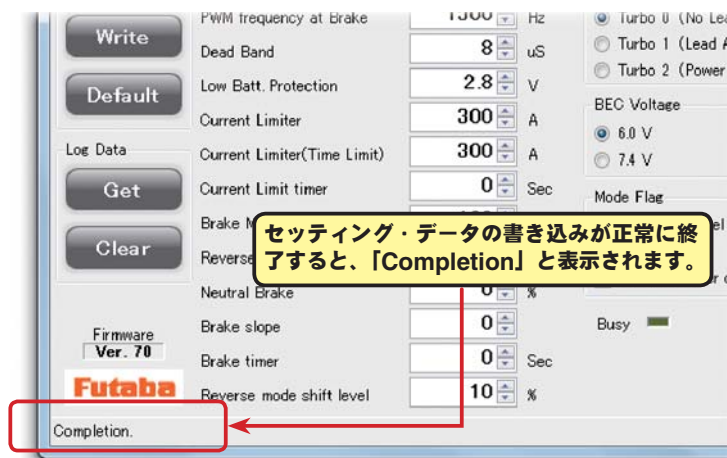 Write
Default
Log Data
Get
Clear
Firmware
Ver. 70
Futaba
PWM frequency at Brake Hz
Dead Band 8 uS
Low Batt. Protection 2.8 V
Current Limiter 300 A
Current Limiter(Time Limit) 300 A
Current Limit timer 0 Sec
Brake
Reverse
Neutral Brake 0 %
Brake slope 0
Brake timer 0 Sec
Reverse mode shift level 10 %
Turbo 0 (No
Turbo 1 (Lead
Turbo 2 (Power
BEC Voltage
6.0 V
7.4 V
Mode Flag
Busy
セッティング・データの書き込みが正常に終
了すると、「Completion」と表示されます。
Completion.